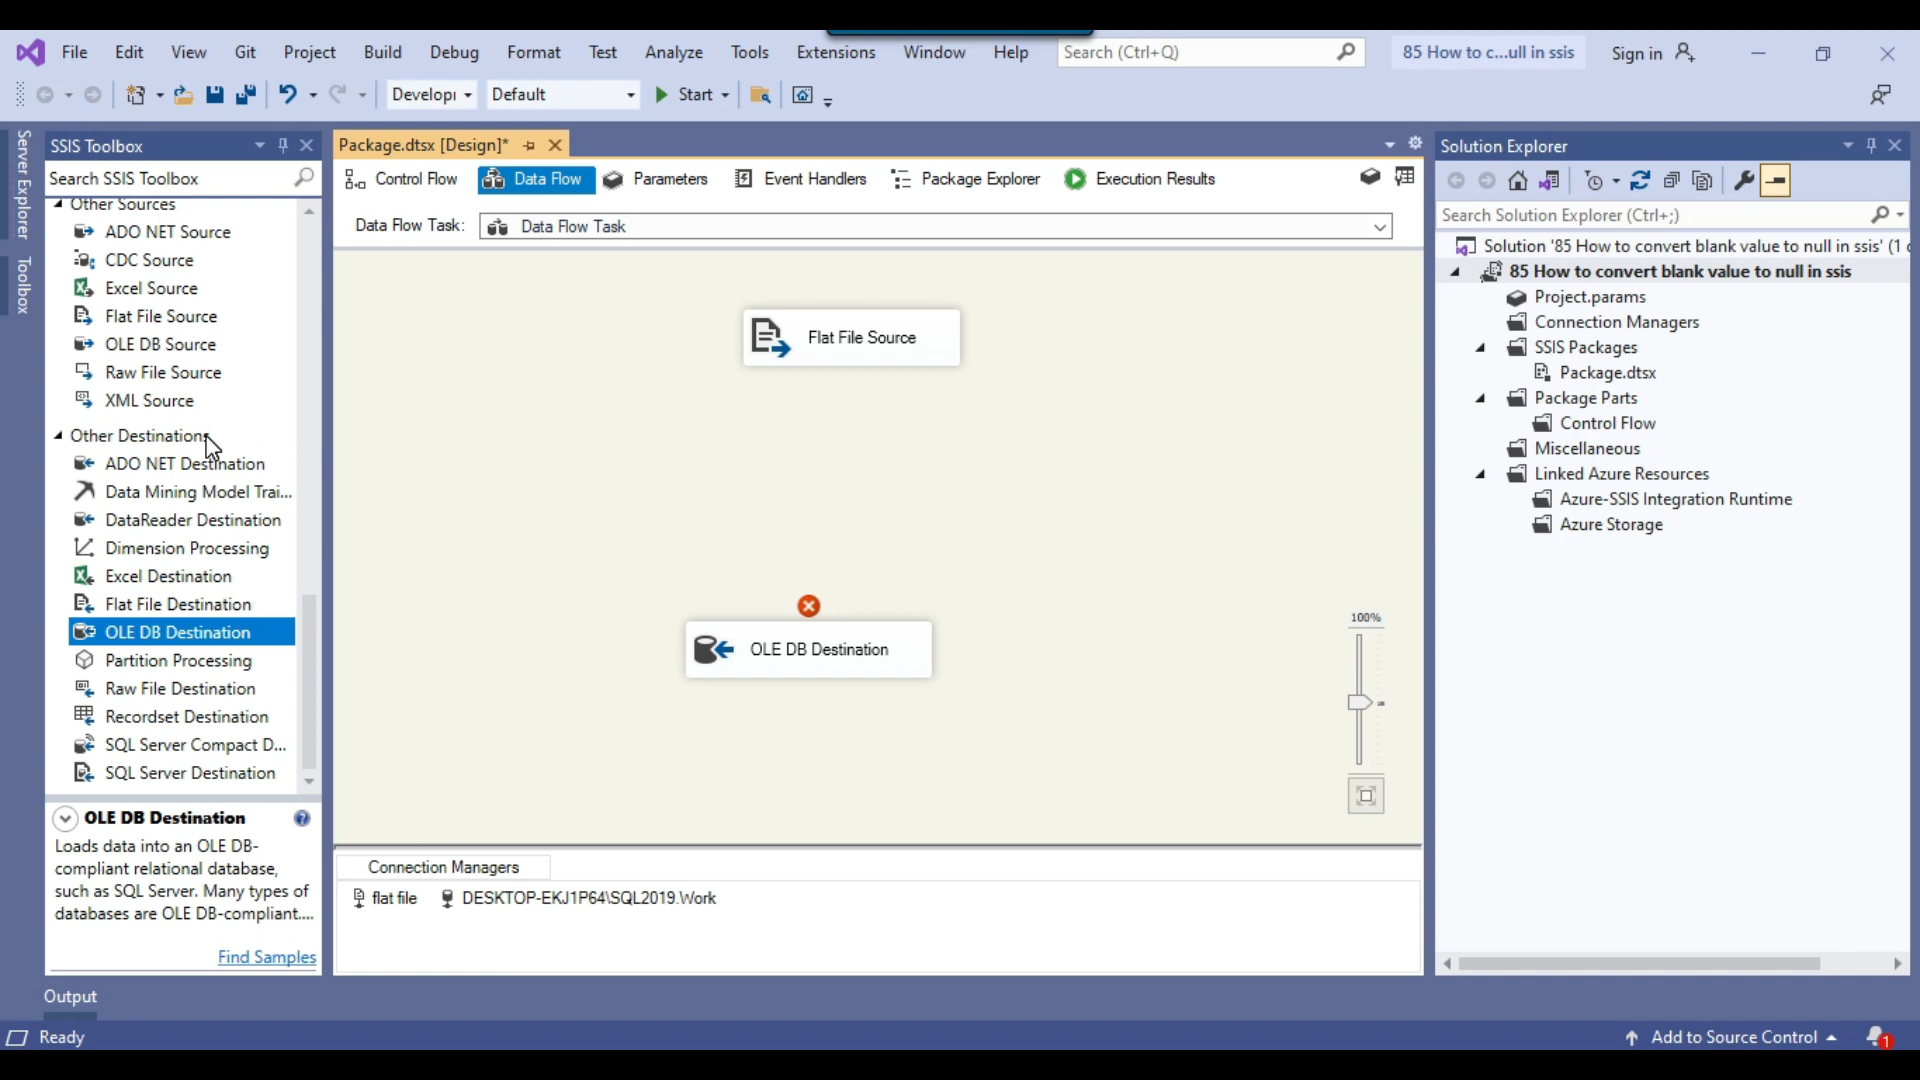 File Edit View Git Project Build Debug Format Test Analyze Tools Extensions Window Help Search (Ctrl+Q) 85 How to c...ull in ssis Sign in
Default Start
Server Explorer
Toolbox
SSIS Toolbox
Search SSIS Toolbox
Other Sources
ADO NET Source
CDC Source
Excel Source
Flat File Source
OLE DB Source
Raw File Source
XML Source
Other Destinations
ADO NET Destination
Data Mining Model Trai...
DataReader Destination
Dimension Processing
Excel Destination
Flat File Destination
OLE DB Destination
Partition Processing
Raw File Destination
Recordset Destination
SQL Server Compact D...
SQL Server Destination
OLE DB Destination
Loads data into an OLE DB-
compliant relational database,
such as SQL Server. Many types of
databases are OLE DB-compliant....
Find Samples
Package.dtsx [Design]*
Control Flow Data Flow Parameters Event Handlers Package Explorer Execution Results
Data Flow Task: Data Flow Task
Flat File Source
OLE DB Destination
100%
Connection Managers
flat file DESKTOP-EKJ1P64\SQL2019.Work
Solution Explorer
Search Solution Explorer (Ctrl+;)
Solution '85 How to convert blank value to null in ssis' (1
85 How to convert blank value to null in ssis
Project.params
Connection Managers
SSIS Packages
Package.dtsx
Package Parts
Control Flow
Miscellaneous
Linked Azure Resources
Azure-SSIS Integration Runtime
Azure Storage
Output
Ready Add to Source Control 1